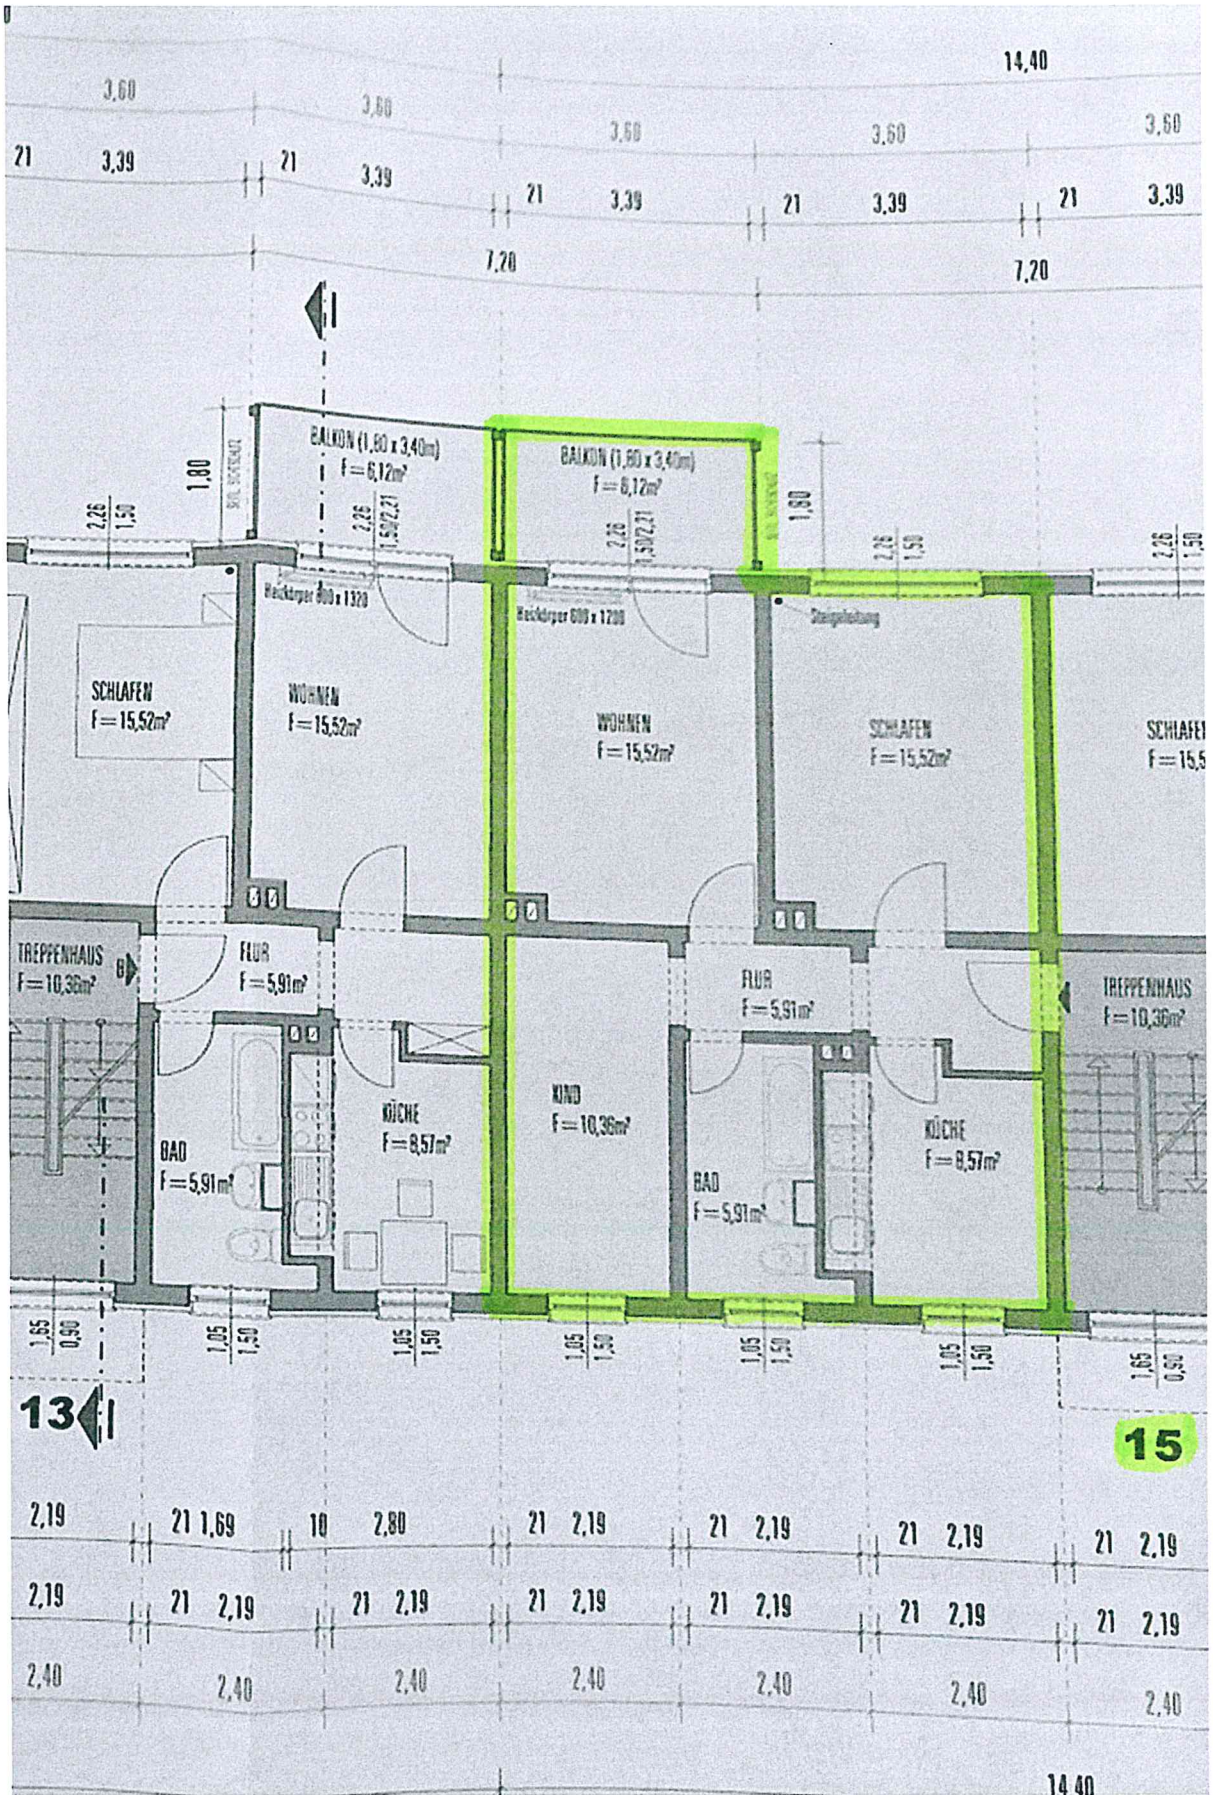 14,40
3,60
3,60
3,60
3,60
3,60
21 3,39
21 3,39
21 3,39
21 3,39
21 3,39
7,20
7,20
BALKON (1,80 x 3,40m)
F=6,12m²
BALKON (1,80 x 3,40m)
F=6,12m²
1,80
1,80
2,26
1,50
2,26
1,50/2,21
2,26
1,50/2,21
2,26
1,50
2,26
1,50
Heizkörper 600 x 1320
Heizkörper 600 x 1200
Steigeleitung
SCHLAFEN
F=15,52m²
WOHNEN
F=15,52m²
WOHNEN
F=15,52m²
SCHLAFEN
F=15,52m²
SCHLAFE
F=15,5
TREPPENHAUS
F=10,36m²
B
FLUR
F=5,91m²
FLUR
F=5,91m²
TREPPENHAUS
F=10,36m²
BAD
F=5,91m²
KÜCHE
F=8,57m²
KIND
F=10,36m²
BAD
F=5,91m²
KÜCHE
F=8,57m²
1,65
0,90
1,05
1,50
1,05
1,50
1,05
1,50
1,05
1,50
1,05
1,50
1,65
0,90
13
15
2,19 21 1,69 10 2,80 21 2,19 21 2,19 21 2,19 21 2,19
2,19 21 2,19 21 2,19 21 2,19 21 2,19 21 2,19 21 2,19
2,40 2,40 2,40 2,40 2,40 2,40 2,40
14,40